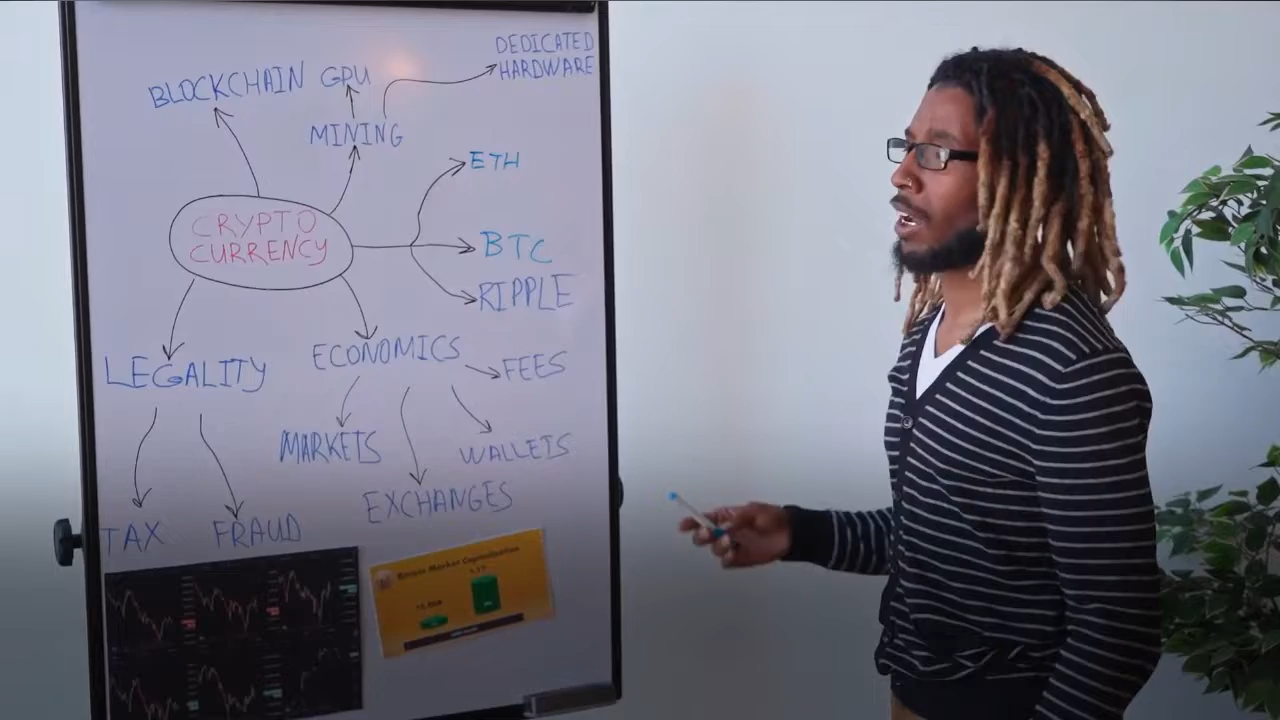 DEDICATED
HARDWARE
BLOCKCHAIN
GPU
MINING
ETH
CRYPTO
CURRENCY
BTC
RIPPLE
LEGALITY
ECONOMICS
FEES
MARKETS
WALLETS
EXCHANGES
TAX
FRAUD
Bitcoin Market Capitalization